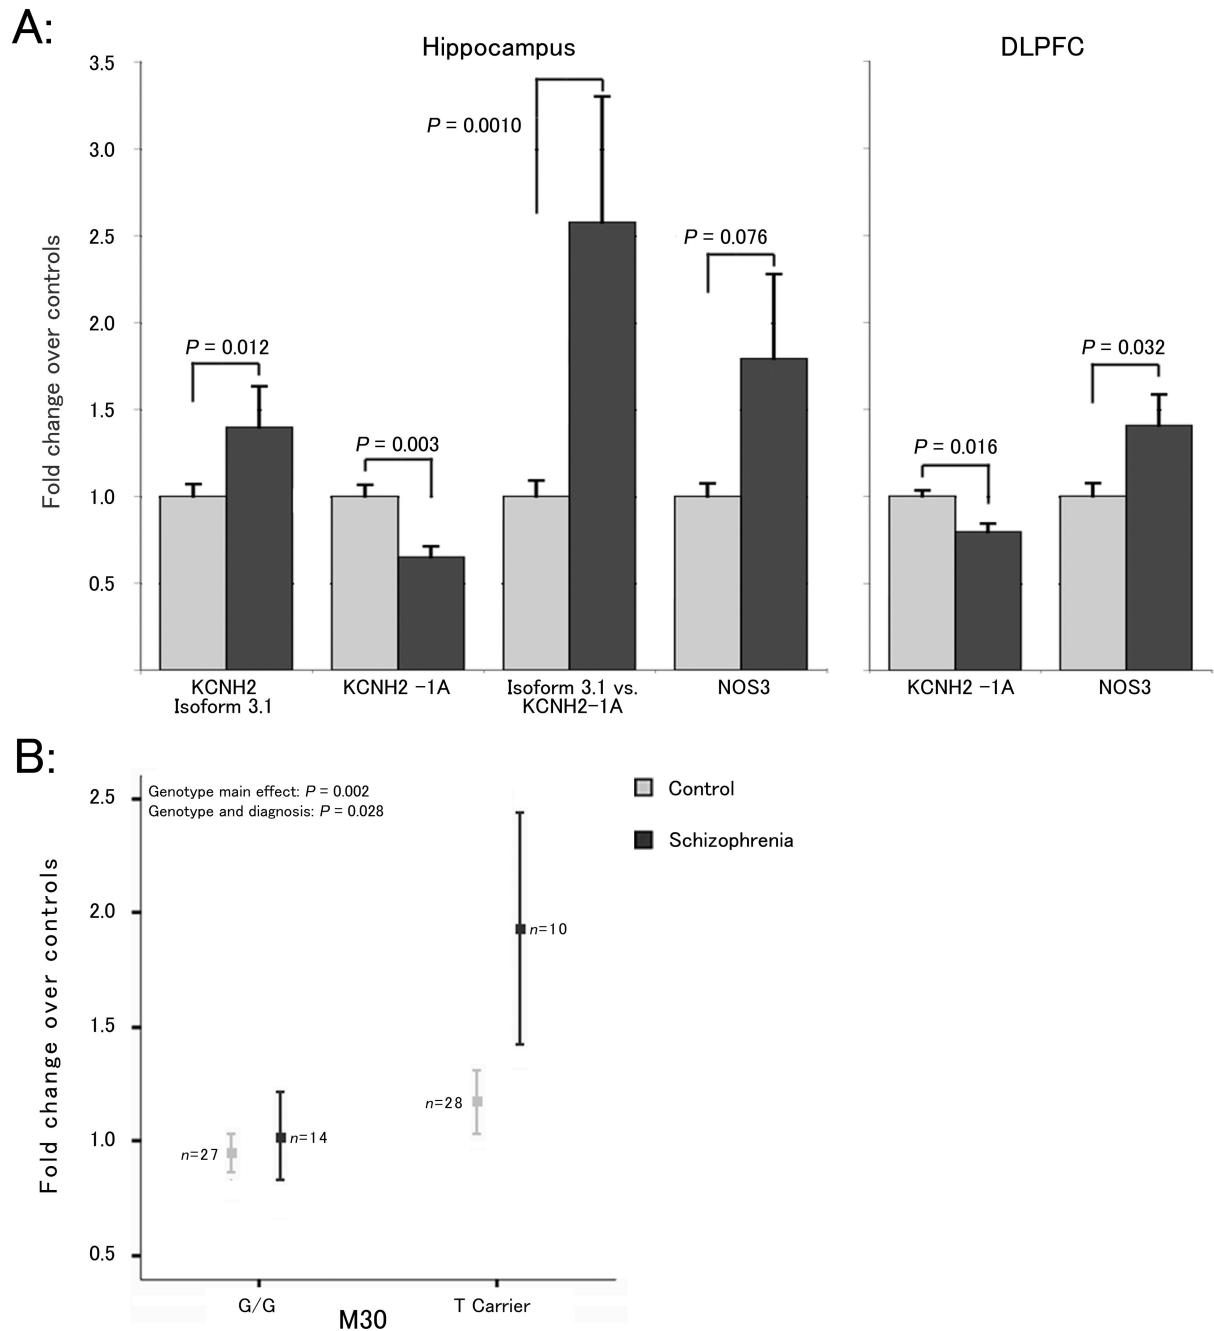 A:
Hippocampus
DLPFC
Fold change over controls
3.5
3.0
2.5
2.0
1.5
1.0
0.5
P = 0.012
P = 0.003
P = 0.0010
P = 0.076
P = 0.016
P = 0.032
KCNH2
Isoform 3.1
KCNH2 -1A
Isoform 3.1 vs.
KCNH2-1A
NOS3
KCNH2 -1A
NOS3
B:
Fold change over controls
2.5
2.0
1.5
1.0
0.5
Genotype main effect: P = 0.002
Genotype and diagnosis: P = 0.028
n=27
n=14
n=28
n=10
G/G
T Carrier
M30
Control
Schizophrenia